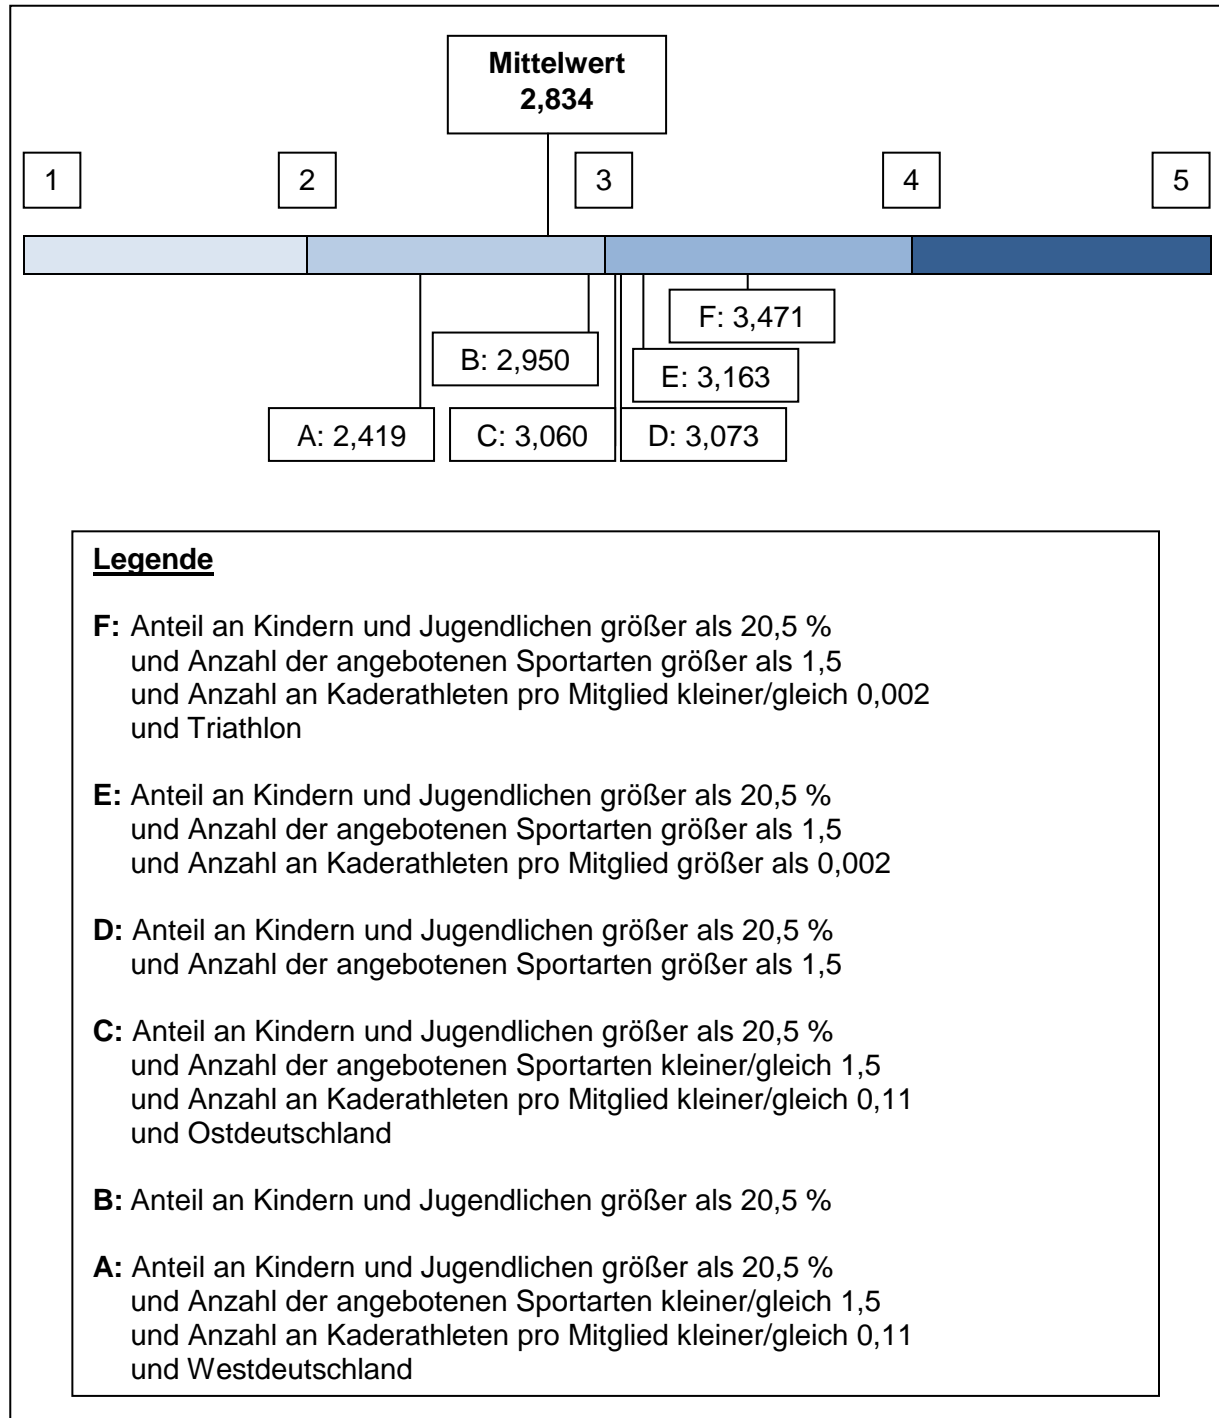 Mittelwert
2,834
1
2
3
4
5
F: 3,471
B: 2,950
E: 3,163
A: 2,419
C: 3,060
D: 3,073
Legende
F: Anteil an Kindern und Jugendlichen größer als 20,5 %
und Anzahl der angebotenen Sportarten größer als 1,5
und Anzahl an Kaderathleten pro Mitglied kleiner/gleich 0,002
und Triathlon
E: Anteil an Kindern und Jugendlichen größer als 20,5 %
und Anzahl der angebotenen Sportarten größer als 1,5
und Anzahl an Kaderathleten pro Mitglied größer als 0,002
D: Anteil an Kindern und Jugendlichen größer als 20,5 %
und Anzahl der angebotenen Sportarten größer als 1,5
C: Anteil an Kindern und Jugendlichen größer als 20,5 %
und Anzahl der angebotenen Sportarten kleiner/gleich 1,5
und Anzahl an Kaderathleten pro Mitglied kleiner/gleich 0,11
und Ostdeutschland
B: Anteil an Kindern und Jugendlichen größer als 20,5 %
A: Anteil an Kindern und Jugendlichen größer als 20,5 %
und Anzahl der angebotenen Sportarten kleiner/gleich 1,5
und Anzahl an Kaderathleten pro Mitglied kleiner/gleich 0,11
und Westdeutschland